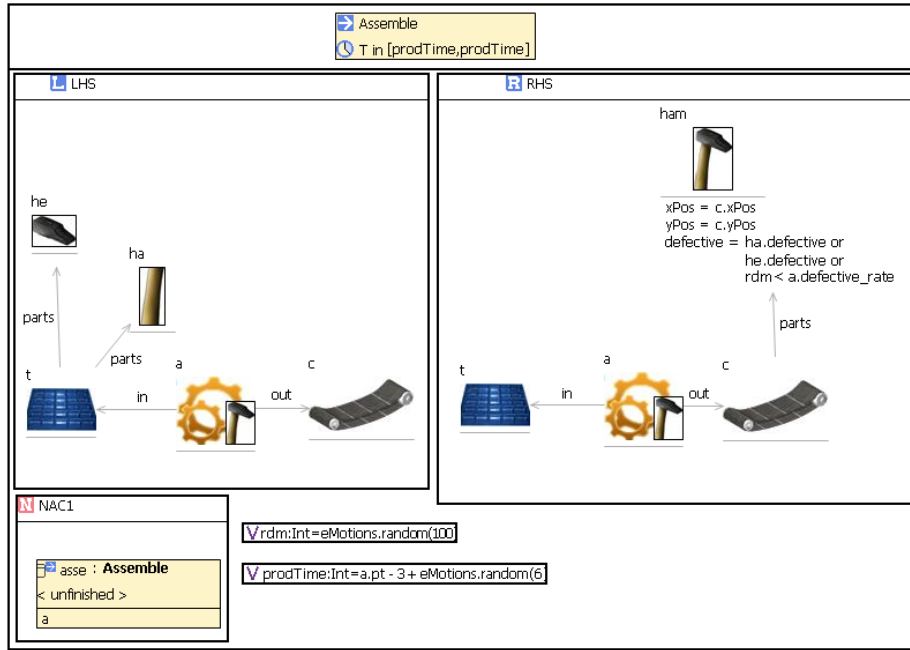 Assemble
T in [prodTime,prodTime]
L LHS
he
ha
parts
parts
t
a
c
in
out
R RHS
ham
xPos = c.xPos
yPos = c.yPos
defective = ha.defective or
he.defective or
rdm < a.defective_rate
parts
t
a
c
in
out
N NAC1
asse : Assemble
< unfinished >
a
V rdm:Int=eMotions.random(100)
V prodTime:Int=a.pt - 3 + eMotions.random(6)